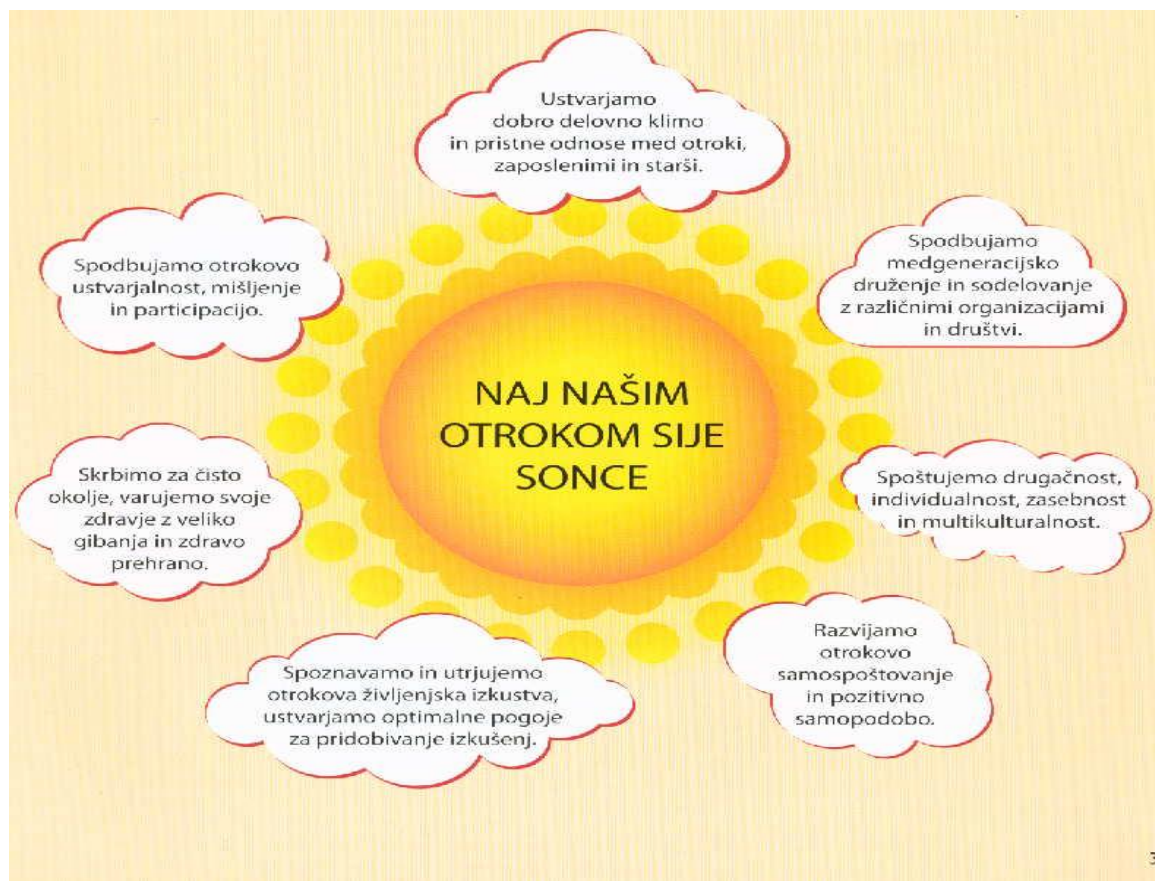 Ustvarjamo
dobro delovno klimo
in pristne odnose med otroki,
zaposlenimi in starši.
Spodbujamo otrokovo
ustvarjalnost, mišljenje
in participacijo.
Spodbujamo
medgeneracijsko
druženje in sodelovanje
z različnimi organizacijami
in društvi.
NAJ NAŠIM
OTROKOM SIJE
SONCE
Skrbimo za čisto
okolje, varujemo svoje
zdravje z veliko
gibanja in zdravo
prehrano.
Spoštujemo drugačnost,
individualnost, zasebnost
in multikulturalnost.
Spoznavamo in utrjujemo
otrokova življenjska izkustva,
ustvarjamo optimalne pogoje
za pridobivanje izkušenj.
Razvijamo
otrokovo
samospoštovanje
in pozitivno
samopodobo.
3